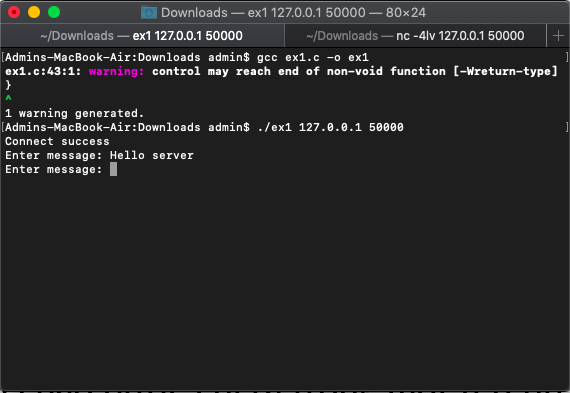 Downloads — ex1 127.0.0.1 50000 — 80×24
~/Downloads — ex1 127.0.0.1 50000
~/Downloads — nc -4lv 127.0.0.1 50000
+
[Admins-MacBook-Air:Downloads admin$ gcc ex1.c -o ex1
ex1.c:43:1: warning: control may reach end of non-void function [-Wreturn-type]
}
^
1 warning generated.
[Admins-MacBook-Air:Downloads admin$ ./ex1 127.0.0.1 50000
Connect success
Enter message: Hello server
Enter message: